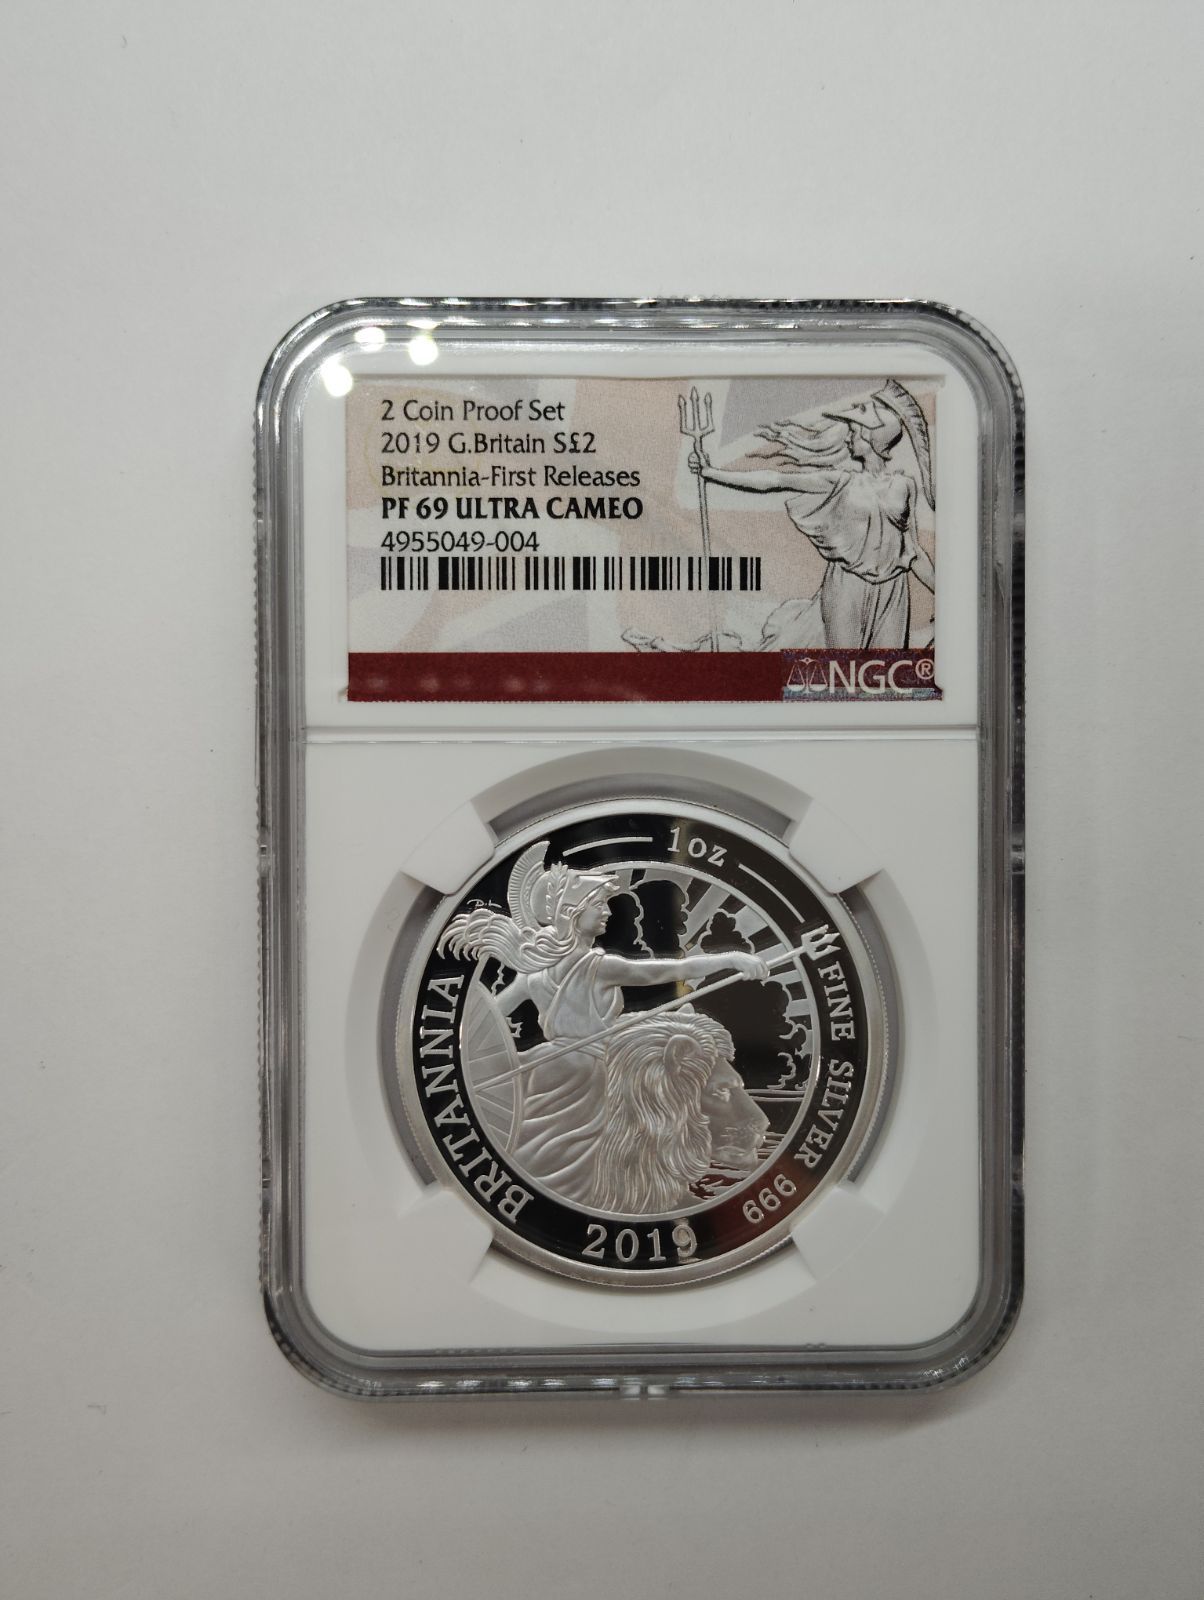 2 Coin Proof Set
2019 G.Britain S£2
Britannia-First Releases
PF 69 ULTRA CAMEO
4955049-004
NGC®
1oz
FINE SILVER
999
BRITANNIA
2019